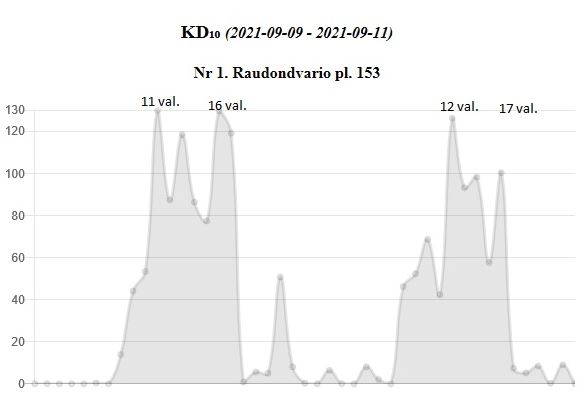 KD₁₀ (2021-09-09 - 2021-09-11)
Nr 1. Raudondvario pl. 153
11 val. 16 val. 12 val. 17 val.
130
120
100
80
60
40
20
0